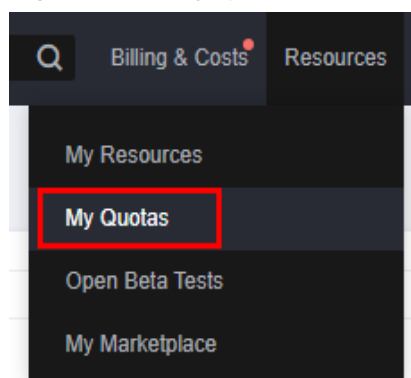 Billing & Costs Resources
My Resources
My Quotas
Open Beta Tests
My Marketplace